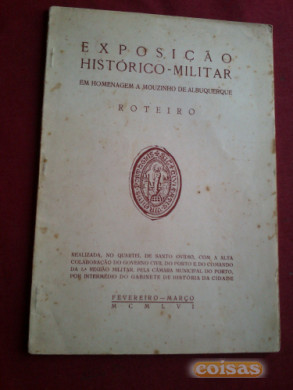 EXPOSIÇÃO
HISTÓRICO-MILITAR
EM HOMENAGEM A MOUZINHO DE ALBUQUERQUE
ROTEIRO
REALIZADA, NO QUARTEL DE SANTO OVÍDIO, COM A ALTA
COLABORAÇÃO DO GOVERNO CIVIL DO PORTO E DO COMANDO
DA 1.ª REGIÃO MILITAR, PELA CÂMARA MUNICIPAL DO PORTO,
POR INTERMÉDIO DO GABINETE DE HISTÓRIA DA CIDADE
FEVEREIRO-MARÇO
MCMLVI
coisas